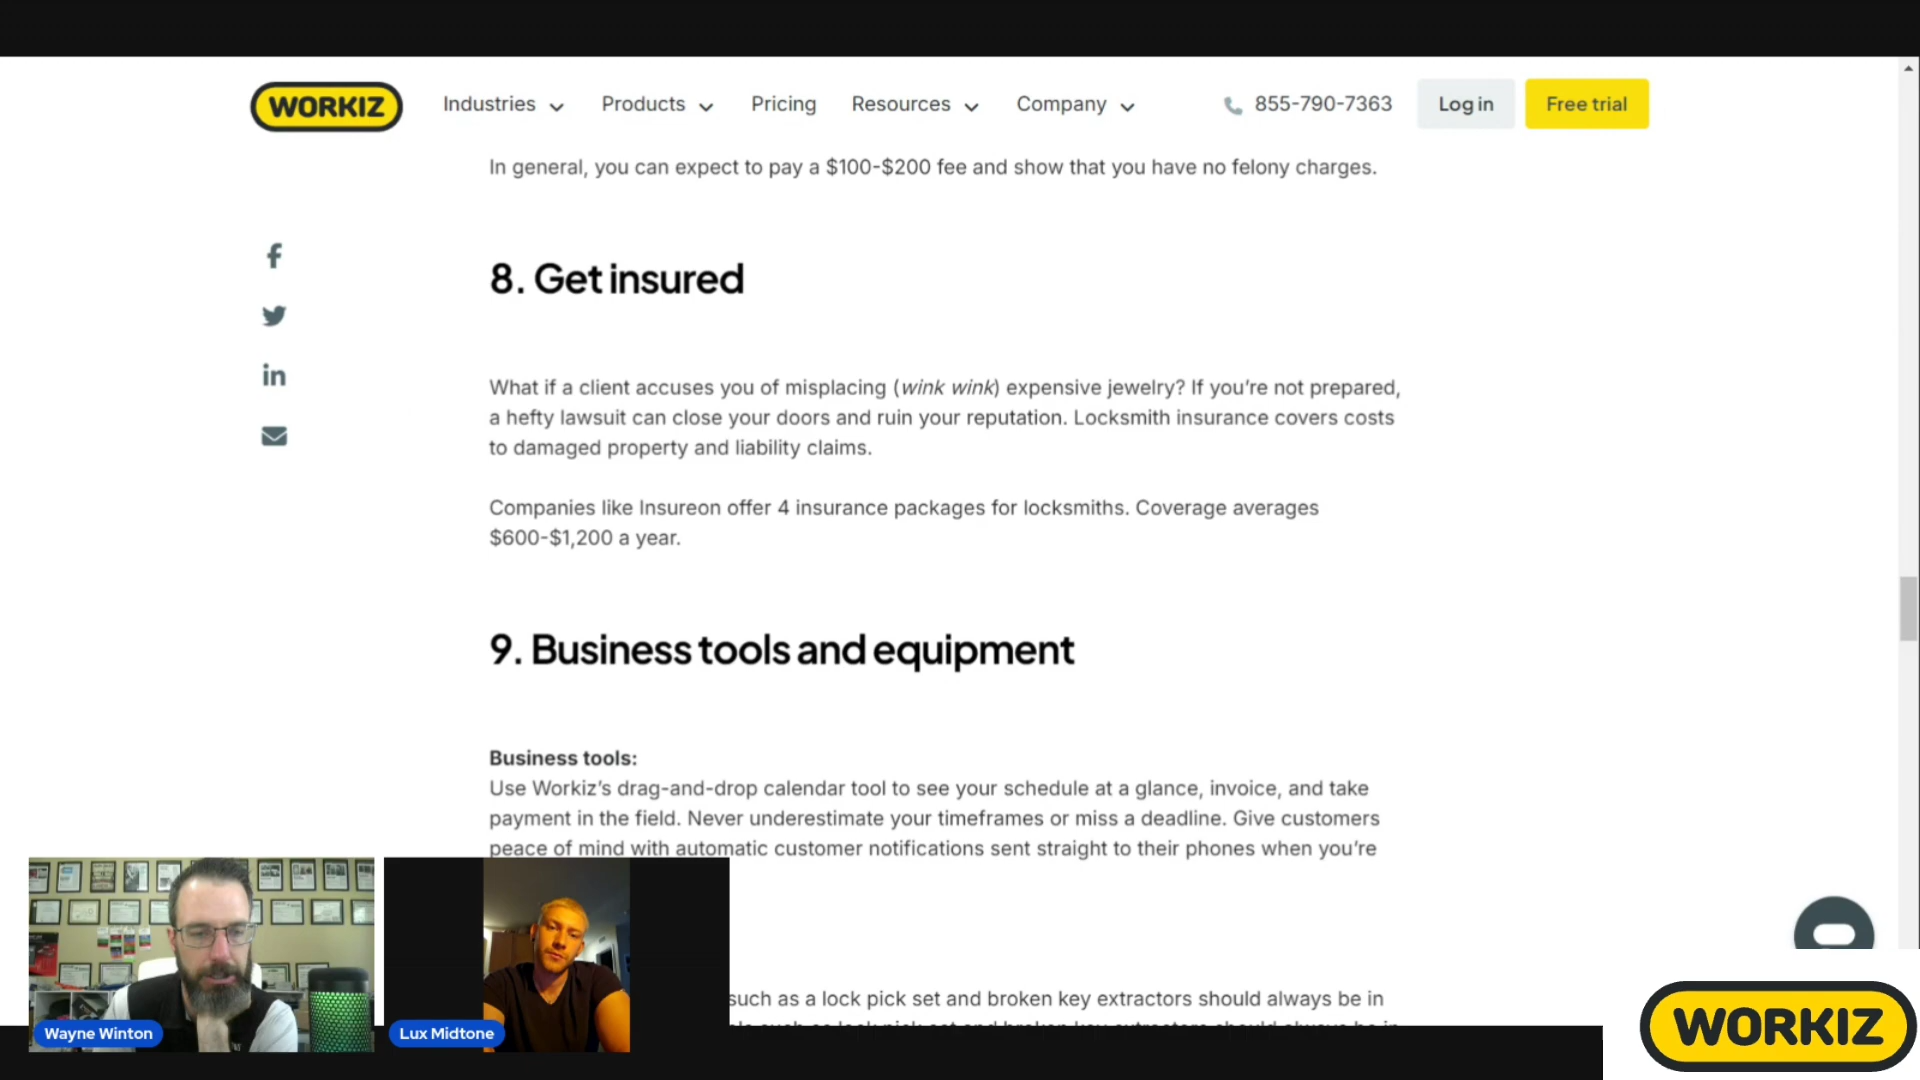 WORKIZ
Industries
Products
Pricing
Resources
Company
855-790-7363
Log in
Free trial
In general, you can expect to pay a $100-$200 fee and show that you have no felony charges.
8. Get insured
What if a client accuses you of misplacing (wink wink) expensive jewelry? If you’re not prepared,
a hefty lawsuit can close your doors and ruin your reputation. Locksmith insurance covers costs
to damaged property and liability claims.
Companies like Insureon offer 4 insurance packages for locksmiths. Coverage averages
$600-$1,200 a year.
9. Business tools and equipment
Business tools:
Use Workiz’s drag-and-drop calendar tool to see your schedule at a glance, invoice, and take
payment in the field. Never underestimate your timeframes or miss a deadline. Give customers
peace of mind with automatic customer notifications sent straight to their phones when you’re
such as a lock pick set and broken key extractors should always be in
Wayne Winton
Lux Midtone
WORKIZ